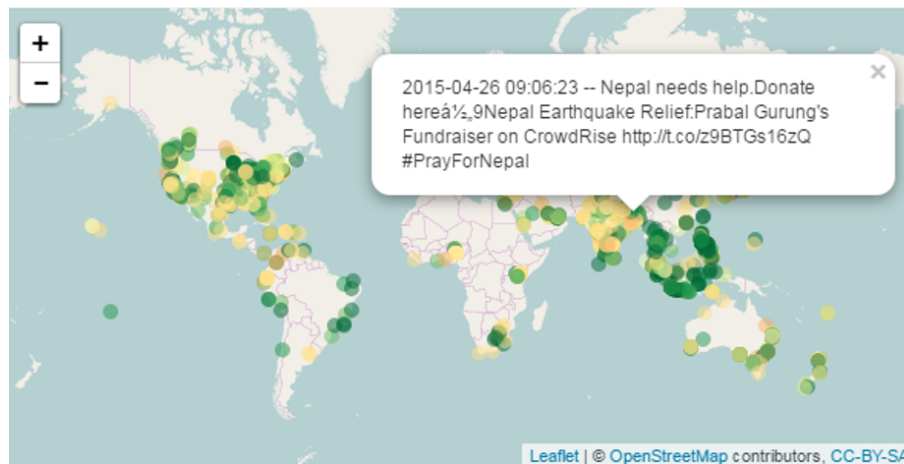 +
−
×
2015-04-26 09:06:23 -- Nepal needs help.Donate
hereá½„9Nepal Earthquake Relief:Prabal Gurung's
Fundraiser on CrowdRise http://t.co/z9BTGs16zQ
#PrayForNepal
Leaflet | © OpenStreetMap contributors, CC-BY-SA